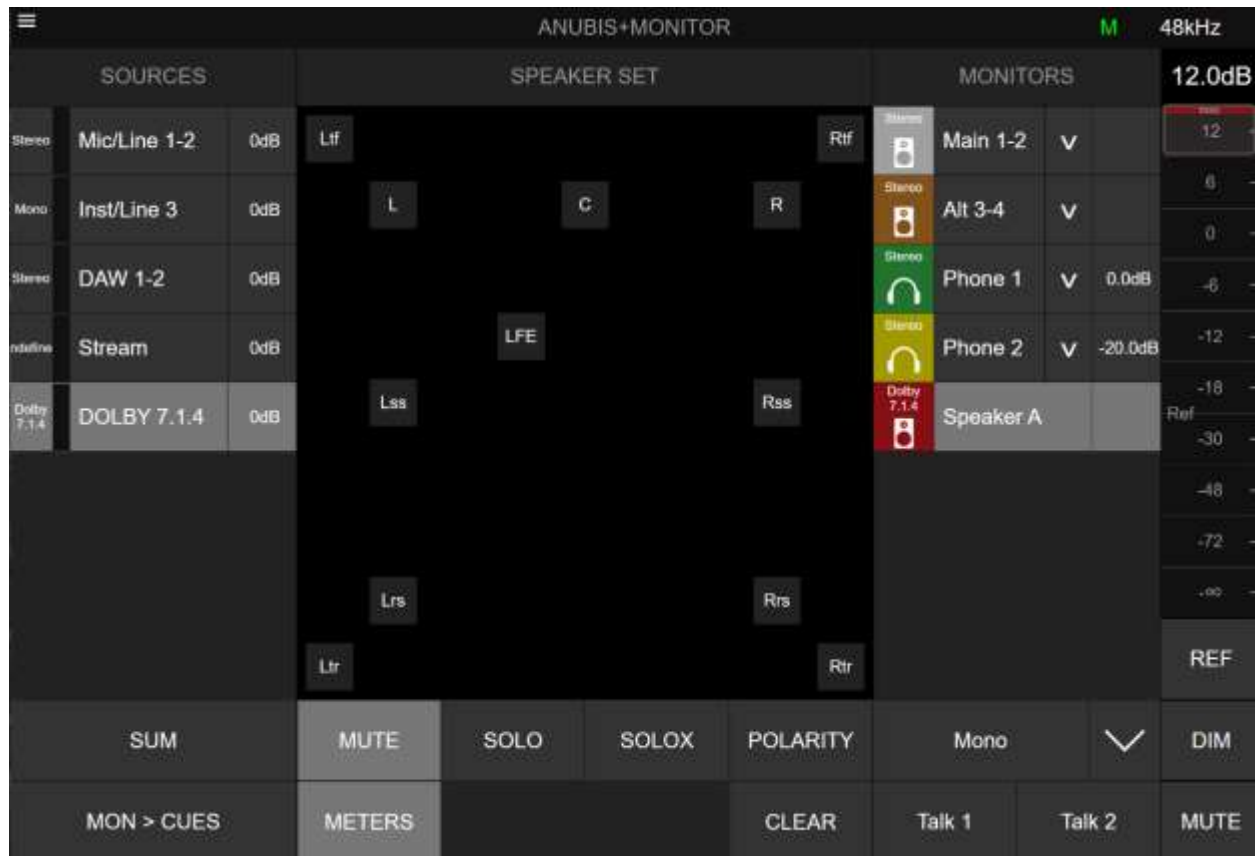 ANUBIS+MONITOR M 48kHz
SOURCES SPEAKER SET MONITORS 12.0dB
Stereo Mic/Line 1-2 0dB Ltf Rtf Stereo Main 1-2 12
Mono Inst/Line 3 0dB L C R Stereo Alt 3-4 6
0
Stereo DAW 1-2 0dB Stereo Phone 1 0.0dB -6
ndefine Stream 0dB LFE Stereo Phone 2 -20.0dB -12
Dolby 7.1.4 DOLBY 7.1.4 0dB Lss Rss Dolby 7.1.4 Speaker A -18
Ref
-30
-48
-72
Lrs Rrs -∞
Ltr Rtr REF
SUM MUTE SOLO SOLOX POLARITY Mono DIM
MON > CUES METERS CLEAR Talk 1 Talk 2 MUTE